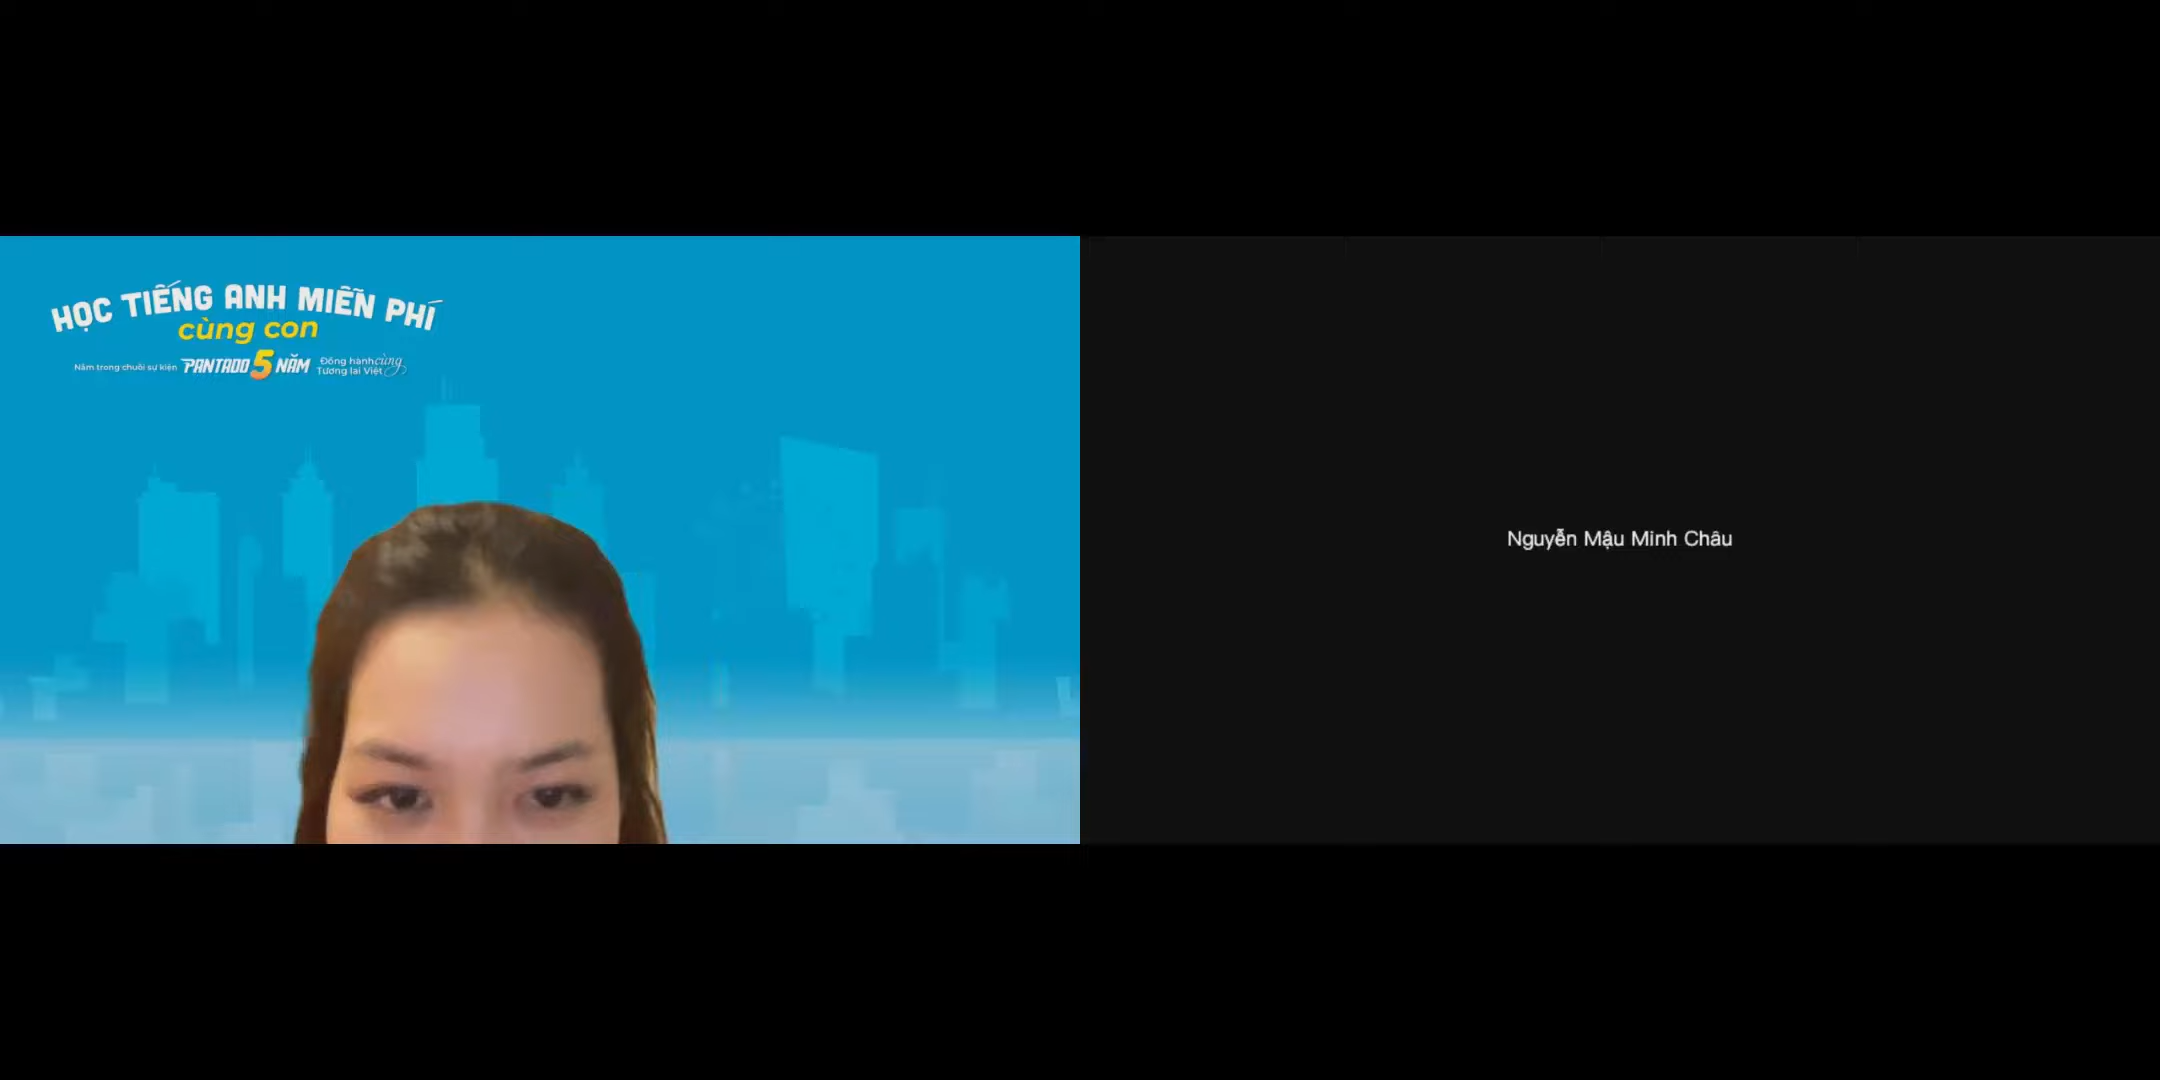 HỌC TIẾNG ANH MIỄN PHÍ
cùng con
Nằm trong chuỗi sự kiện PANTADO 5 NĂM Đồng hành cùng
Tương lai Việt
Nguyễn Mậu Minh Châu